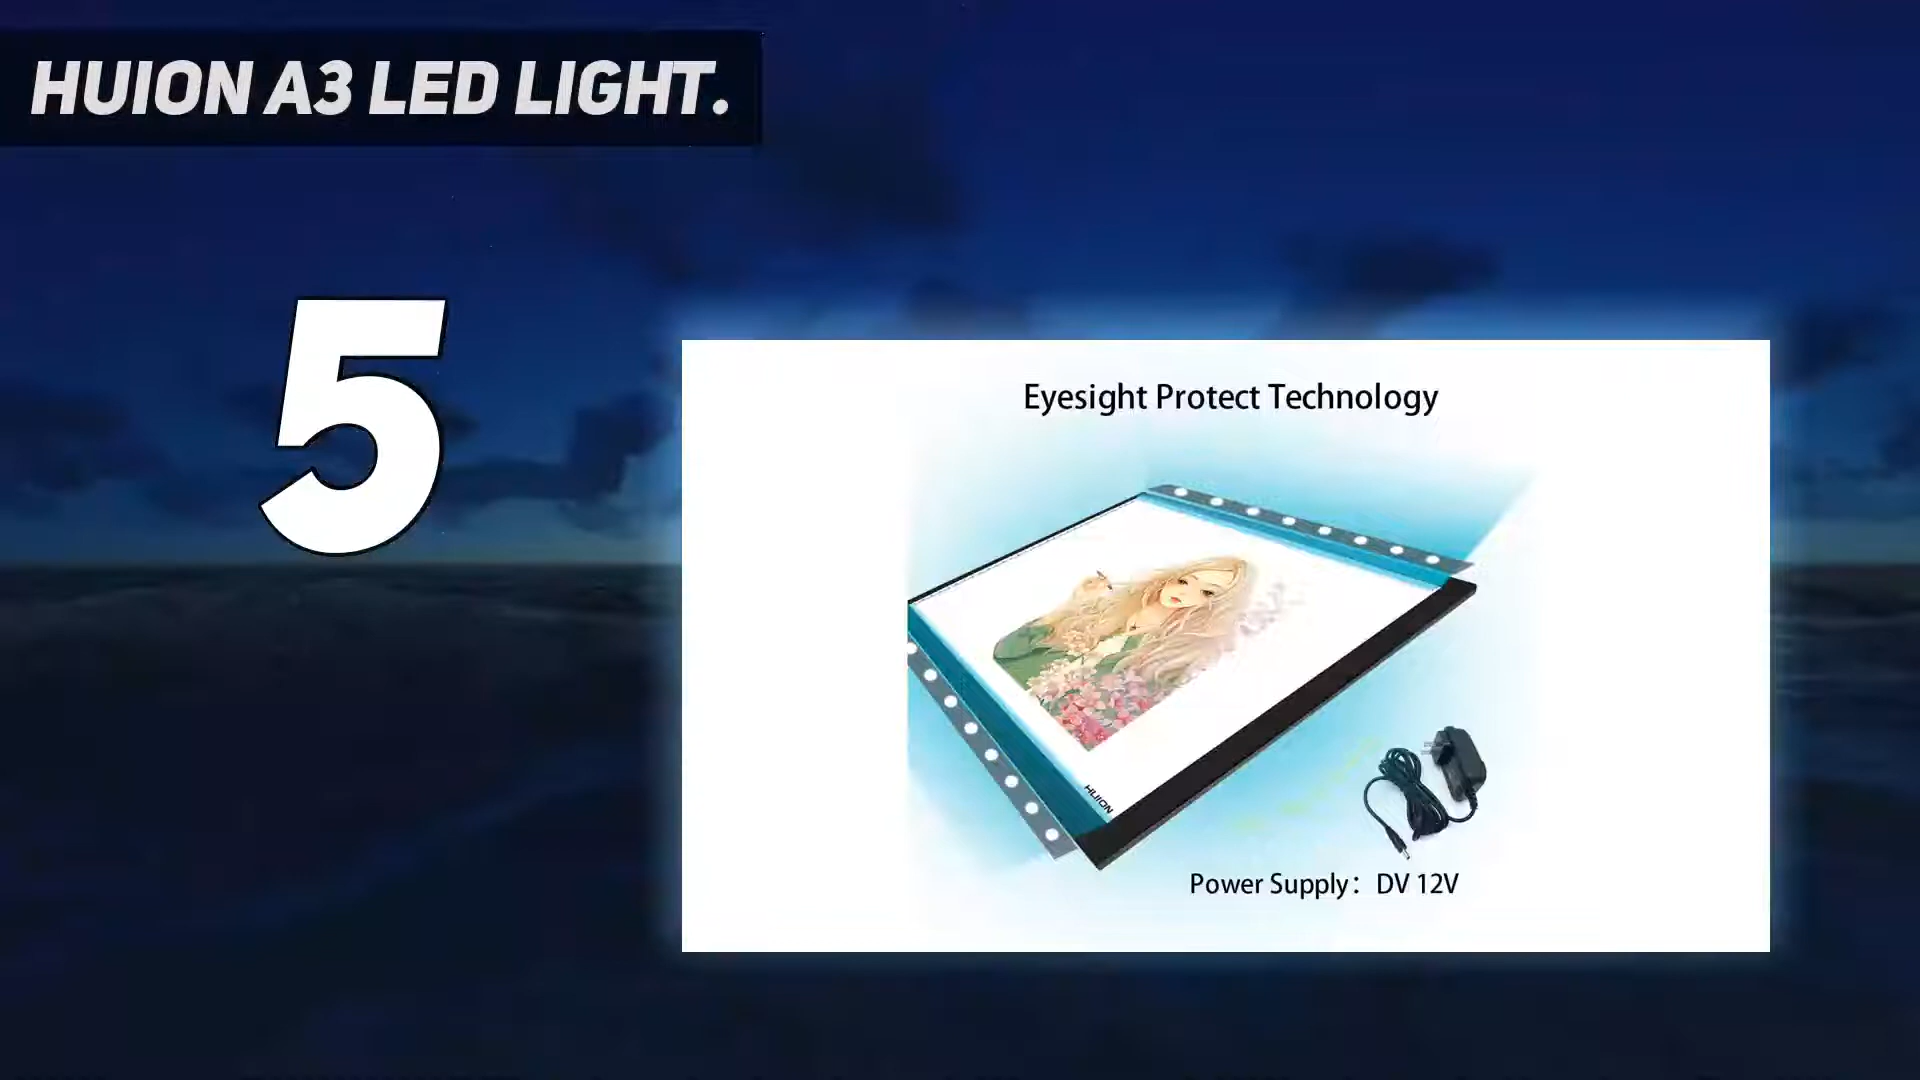 HUION A3 LED LIGHT.
5
Eyesight Protect Technology
HUION
Power Supply: DV 12V